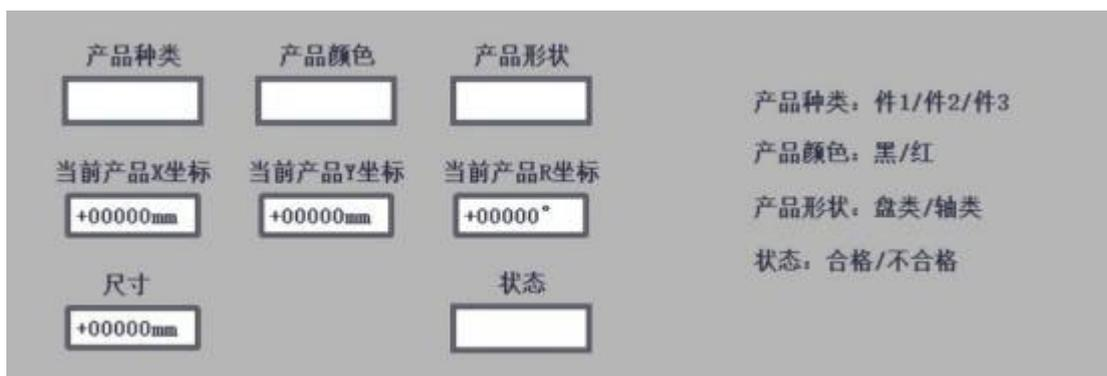 产品种类 产品颜色 产品形状
产品种类：件1/件2/件3
产品颜色：黑/红
当前产品X坐标 当前产品Y坐标 当前产品R坐标
+00000mm +00000mm +00000°
产品形状：盘类/轴类
状态：合格/不合格
尺寸 状态
+00000mm